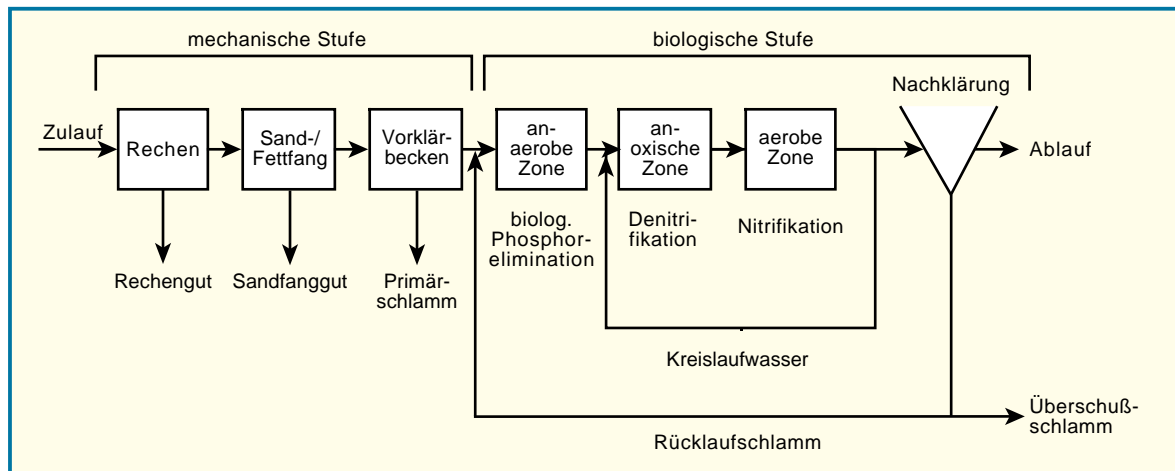 mechanische Stufe
biologische Stufe
Nachklärung
Zulauf
Rechen
Sand-/
Fettfang
Vorklär-
becken
an-
aerobe
Zone
an-
oxische
Zone
aerobe
Zone
Ablauf
biolog.
Phosphor-
elimination
Denitri-
fikation
Nitrifikation
Rechengut
Sandfanggut
Primär-
schlamm
Kreislaufwasser
Rücklaufschlamm
Überschuß-
schlamm